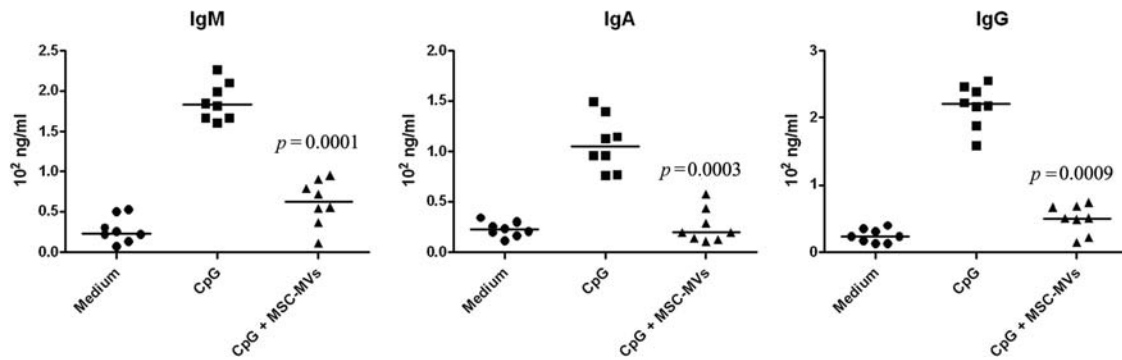 IgM
10² ng/ml
2.5
2.0
1.5
1.0
0.5
0.0
p = 0.0001
Medium
CpG
CpG + MSC-MVs
IgA
10² ng/ml
2.0
1.5
1.0
0.5
0.0
p = 0.0003
Medium
CpG
CpG + MSC-MVs
IgG
10² ng/ml
3
2
1
0
p = 0.0009
Medium
CpG
CpG + MSC-MVs